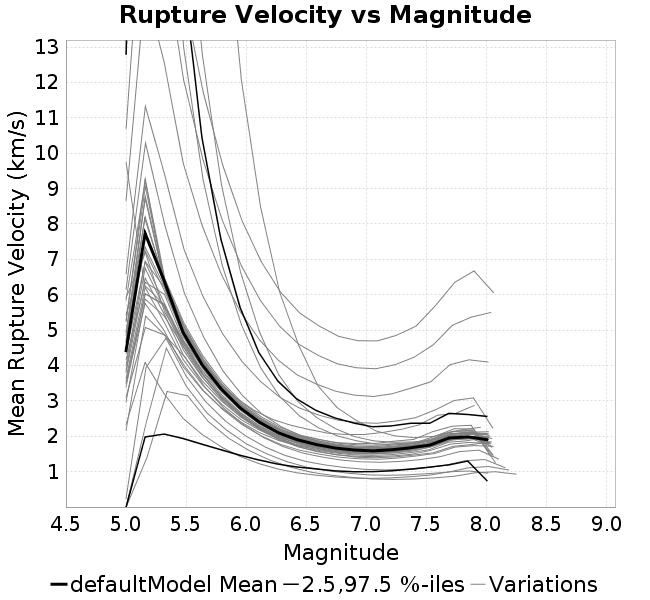 Rupture Velocity vs Magnitude
Mean Rupture Velocity (km/s)
13
12
11
10
9
8
7
6
5
4
3
2
1
4.5 5.0 5.5 6.0 6.5 7.0 7.5 8.0 8.5 9.0
Magnitude
defaultModel Mean 2.5,97.5 %-iles Variations